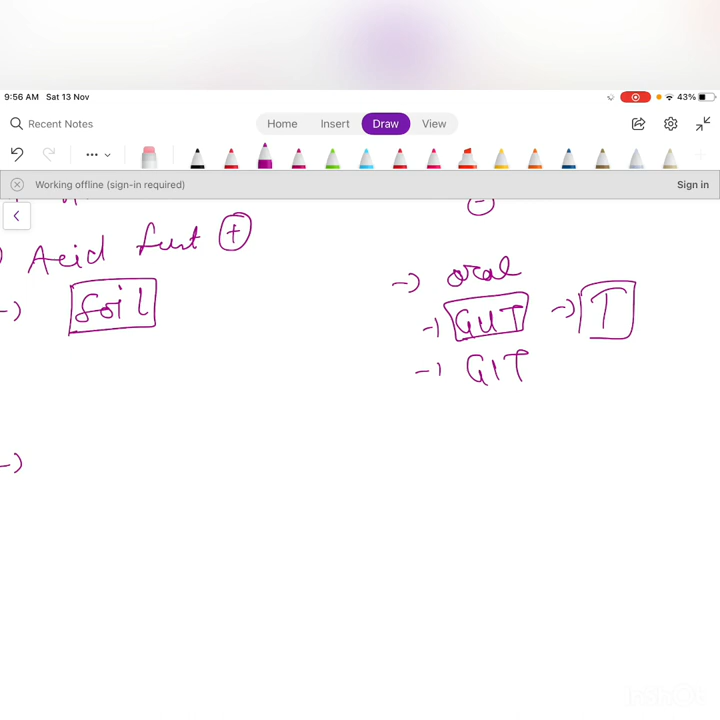 9:56 AM Sat 13 Nov 43%
Recent Notes Home Insert Draw View
Working offline (sign-in required) Sign in
Acid fast +
-> Soil
-> oral
-> GUT -> T
-> GIT
->